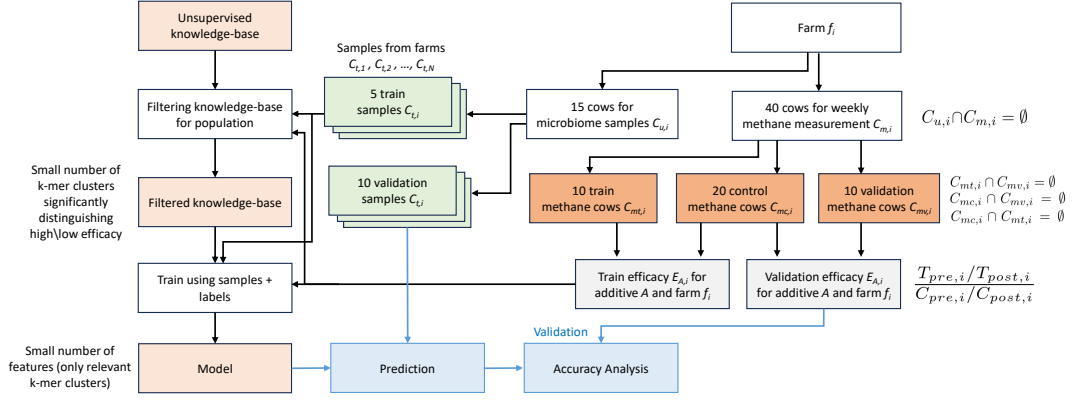 Unsupervised
knowledge-base
Farm f_i
Samples from farms
C_{t,1} , C_{t,2} , ..., C_{t,N}
Filtering knowledge-base
for population
5 train
samples C_{t,i}
15 cows for
microbiome samples C_{u,i}
40 cows for weekly
methane measurement C_{m,i}
C_{u,i} ∩ C_{m,i} = ∅
Small number of
k-mer clusters
significantly
distinguishing
high\low efficacy
Filtered knowledge-base
10 validation
samples C_{t,i}
10 train
methane cows C_{mt,i}
20 control
methane cows C_{mc,i}
10 validation
methane cows C_{mv,i}
C_{mt,i} ∩ C_{mv,i} = ∅
C_{mc,i} ∩ C_{mv,i} = ∅
C_{mc,i} ∩ C_{mt,i} = ∅
Train using samples +
labels
Train efficacy E_{A,i} for
additive A and farm f_i
Validation efficacy E_{A,i}
for additive A and farm f_i
T_{pre,i}/T_{post,i}
C_{pre,i}/C_{post,i}
Validation
Small number of
features (only relevant
k-mer clusters)
Model
Prediction
Accuracy Analysis